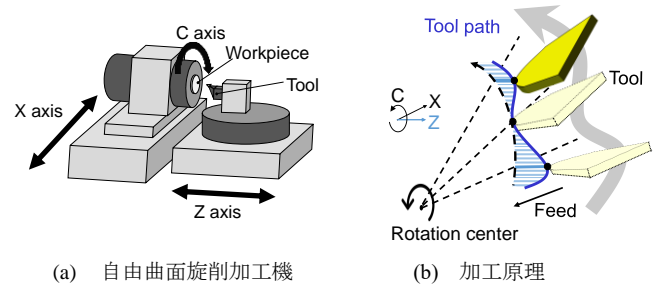 C axis
Workpiece
Tool
X axis
Z axis
(a) 自由曲面旋削加工機
Tool path
Tool
C
X
Z
Feed
Rotation center
(b) 加工原理